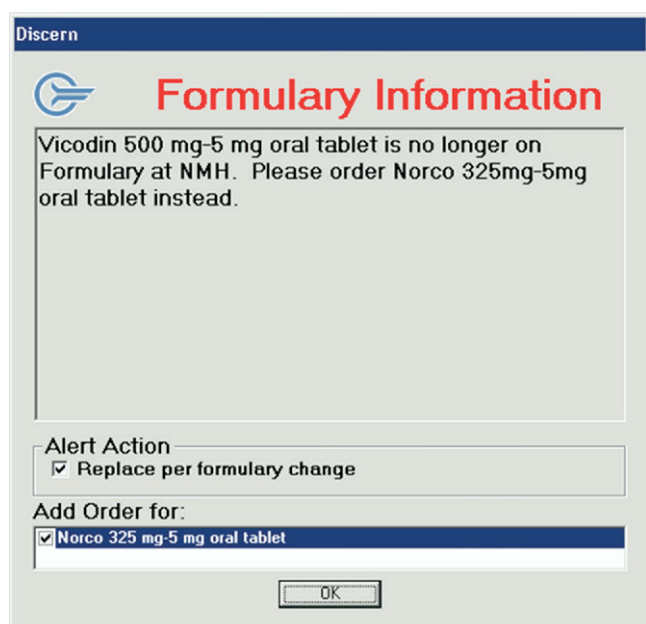 Discern
Formulary Information
Vicodin 500 mg-5 mg oral tablet is no longer on
Formulary at NMH.  Please order Norco 325mg-5mg
oral tablet instead.
Alert Action
Replace per formulary change
Add Order for:
Norco 325 mg-5 mg oral tablet
OK